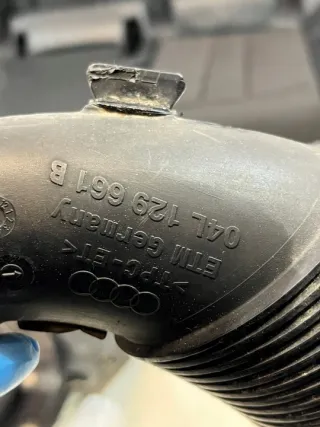 04L 129 661 B
ETM Germany
>TPC-ET<